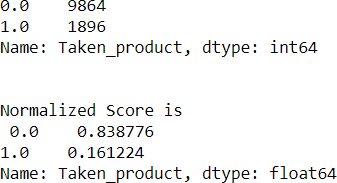 0.0    9864
1.0    1896
Name: Taken_product, dtype: int64
Normalized Score is
 0.0    0.838776
1.0    0.161224
Name: Taken_product, dtype: float64